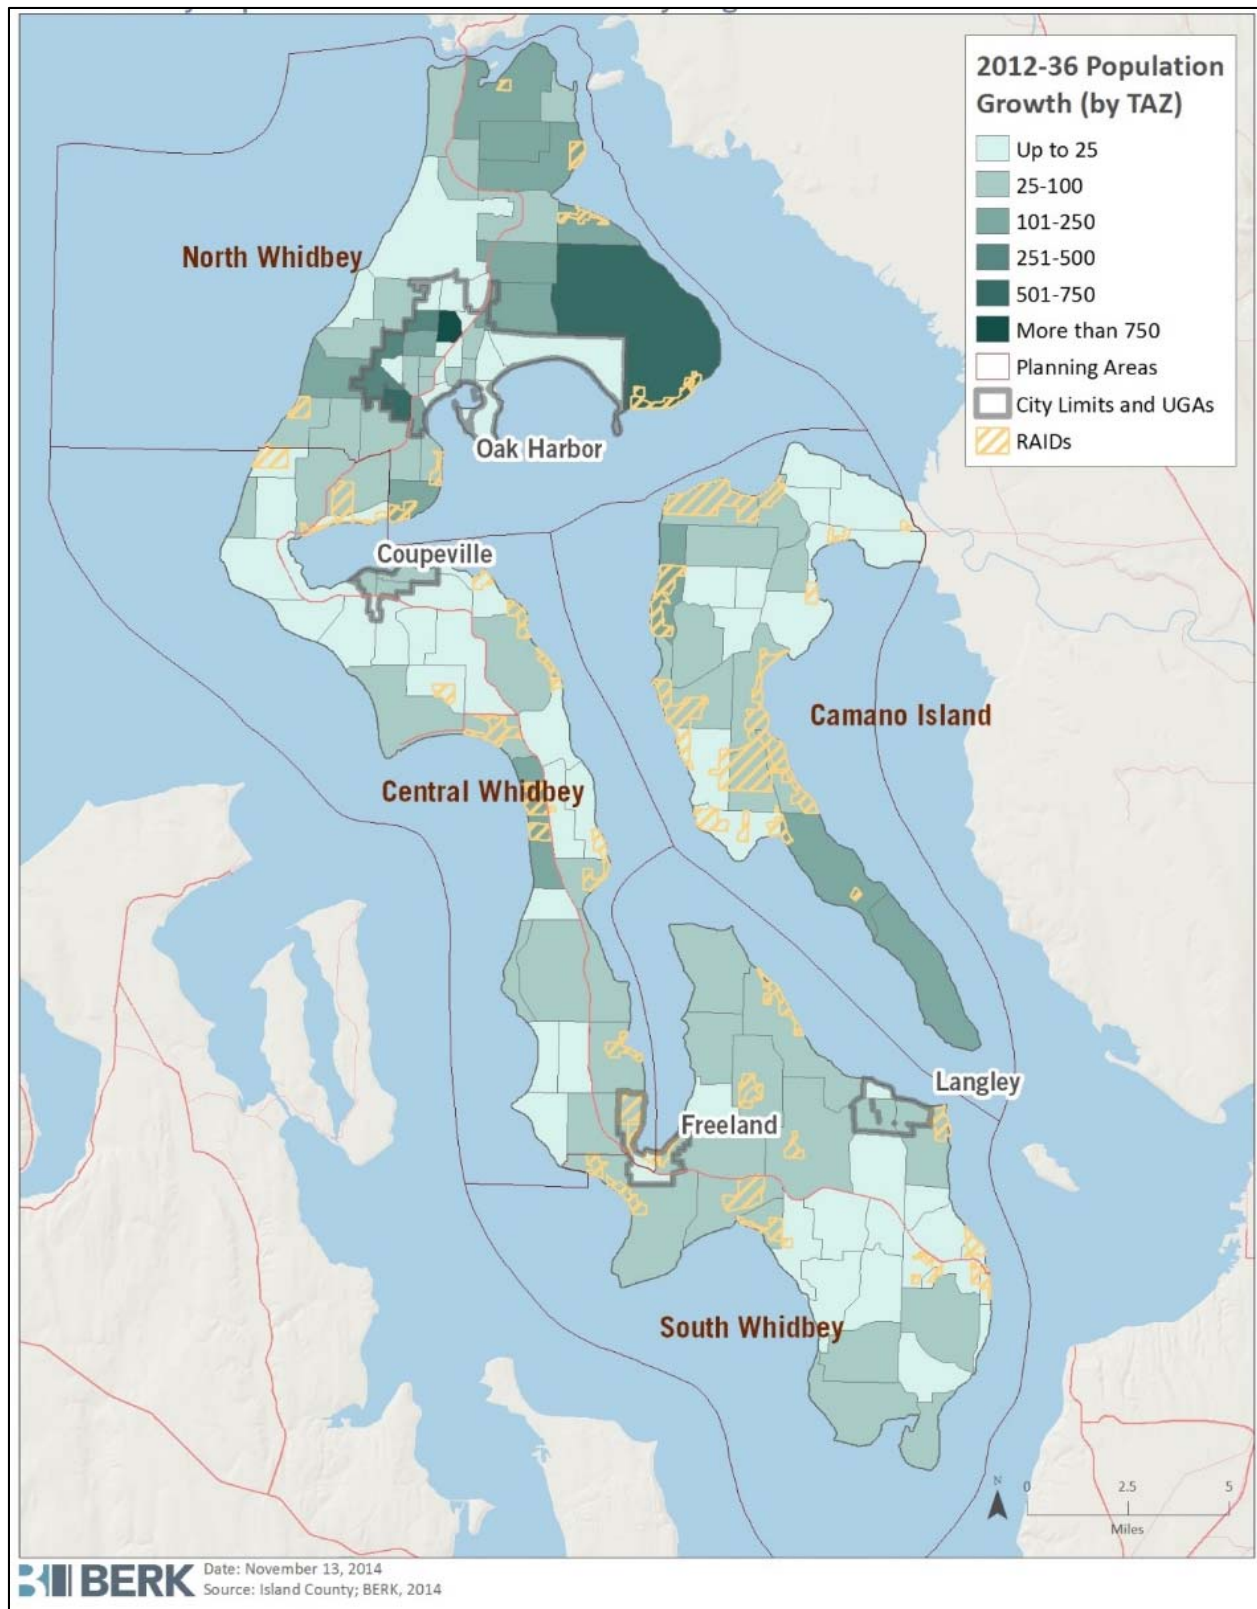 2012-36 Population
Growth (by TAZ)
Up to 25
25-100
101-250
251-500
501-750
More than 750
Planning Areas
City Limits and UGAs
RAIDs
North Whidbey
Oak Harbor
Coupeville
Camano Island
Central Whidbey
Langley
Freeland
South Whidbey
N
0 2.5 5
Miles
BERK
Date: November 13, 2014
Source: Island County; BERK, 2014